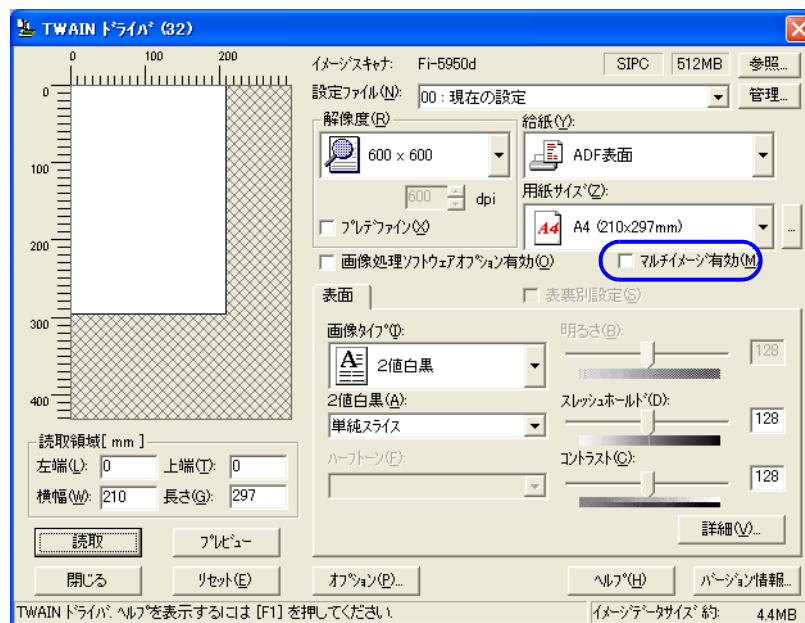 TWAIN ﾄﾞﾗｲﾊﾞ (32)
0 100 200
0
100
200
300
400
ｲﾒｰｼﾞｽｷｬﾅ: Fi-5950d SIPC 512MB 参照...
設定ﾌｧｲﾙ(N): 00 : 現在の設定 管理...
解像度(R)
600 × 600
600 dpi
ﾌﾟﾚﾃﾞﾌｧｲﾝ(X)
給紙(Y):
ADF表面
用紙ｻｲｽﾞ(Z):
A4 A4 (210x297mm) ...
画像処理ｿﾌﾄｳｪｱｵﾌﾟｼｮﾝ有効(O) ﾏﾙﾁｲﾒｰｼﾞ有効(M)
表面 表裏別設定(S)
画像ﾀｲﾌﾟ(I):
2値白黒
2値白黒(A):
単純ｽﾗｲｽ
ﾊｰﾌﾄｰﾝ(F):
明るさ(B):
128
ｽﾚｯｼｭﾎｰﾙﾄﾞ(D):
128
ｺﾝﾄﾗｽﾄ(C):
128
詳細(V)...
読取領域[ mm ]
左端(L): 0 上端(T): 0
横幅(W): 210 長さ(G): 297
読取 ﾌﾟﾚﾋﾞｭｰ
閉じる ﾘｾｯﾄ(E) ｵﾌﾟｼｮﾝ(P)... ﾍﾙﾌﾟ(H) ﾊﾞｰｼﾞｮﾝ情報...
TWAIN ﾄﾞﾗｲﾊﾞ. ﾍﾙﾌﾟを表示するには [F1] を押してください. ｲﾒｰｼﾞﾃﾞｰﾀｻｲｽﾞ 約: 4.4MB